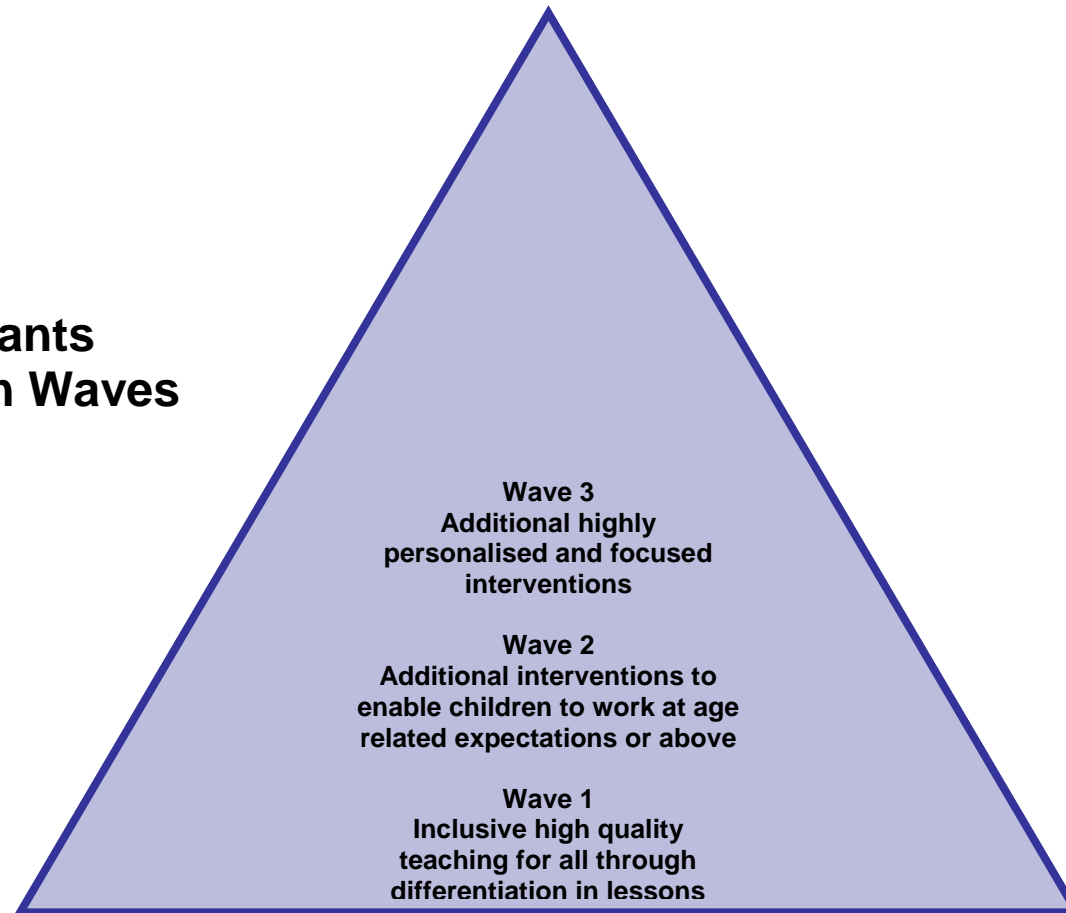 ants
n Waves
Wave 3
Additional highly
personalised and focused
interventions
Wave 2
Additional interventions to
enable children to work at age
related expectations or above
Wave 1
Inclusive high quality
teaching for all through
differentiation in lessons